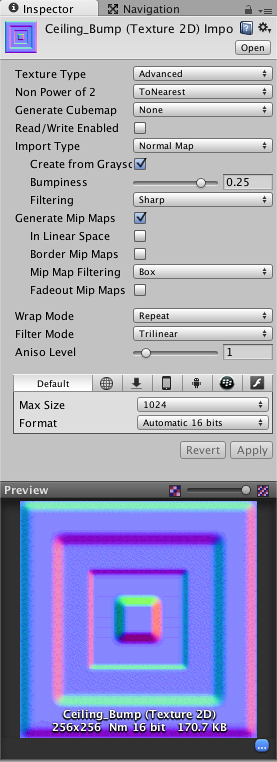 Inspector Navigation
Ceiling_Bump (Texture 2D) Impo
Open
Texture Type Advanced
Non Power of 2 ToNearest
Generate Cubemap None
Read/Write Enabled
Import Type Normal Map
Create from Graysc
Bumpiness 0.25
Filtering Sharp
Generate Mip Maps
In Linear Space
Border Mip Maps
Mip Map Filtering Box
Fadeout Mip Maps
Wrap Mode Repeat
Filter Mode Trilinear
Aniso Level 1
Default
Max Size 1024
Format Automatic 16 bits
Revert Apply
Preview
Ceiling_Bump (Texture 2D)
256x256 Nm 16 bit 170.7 KB